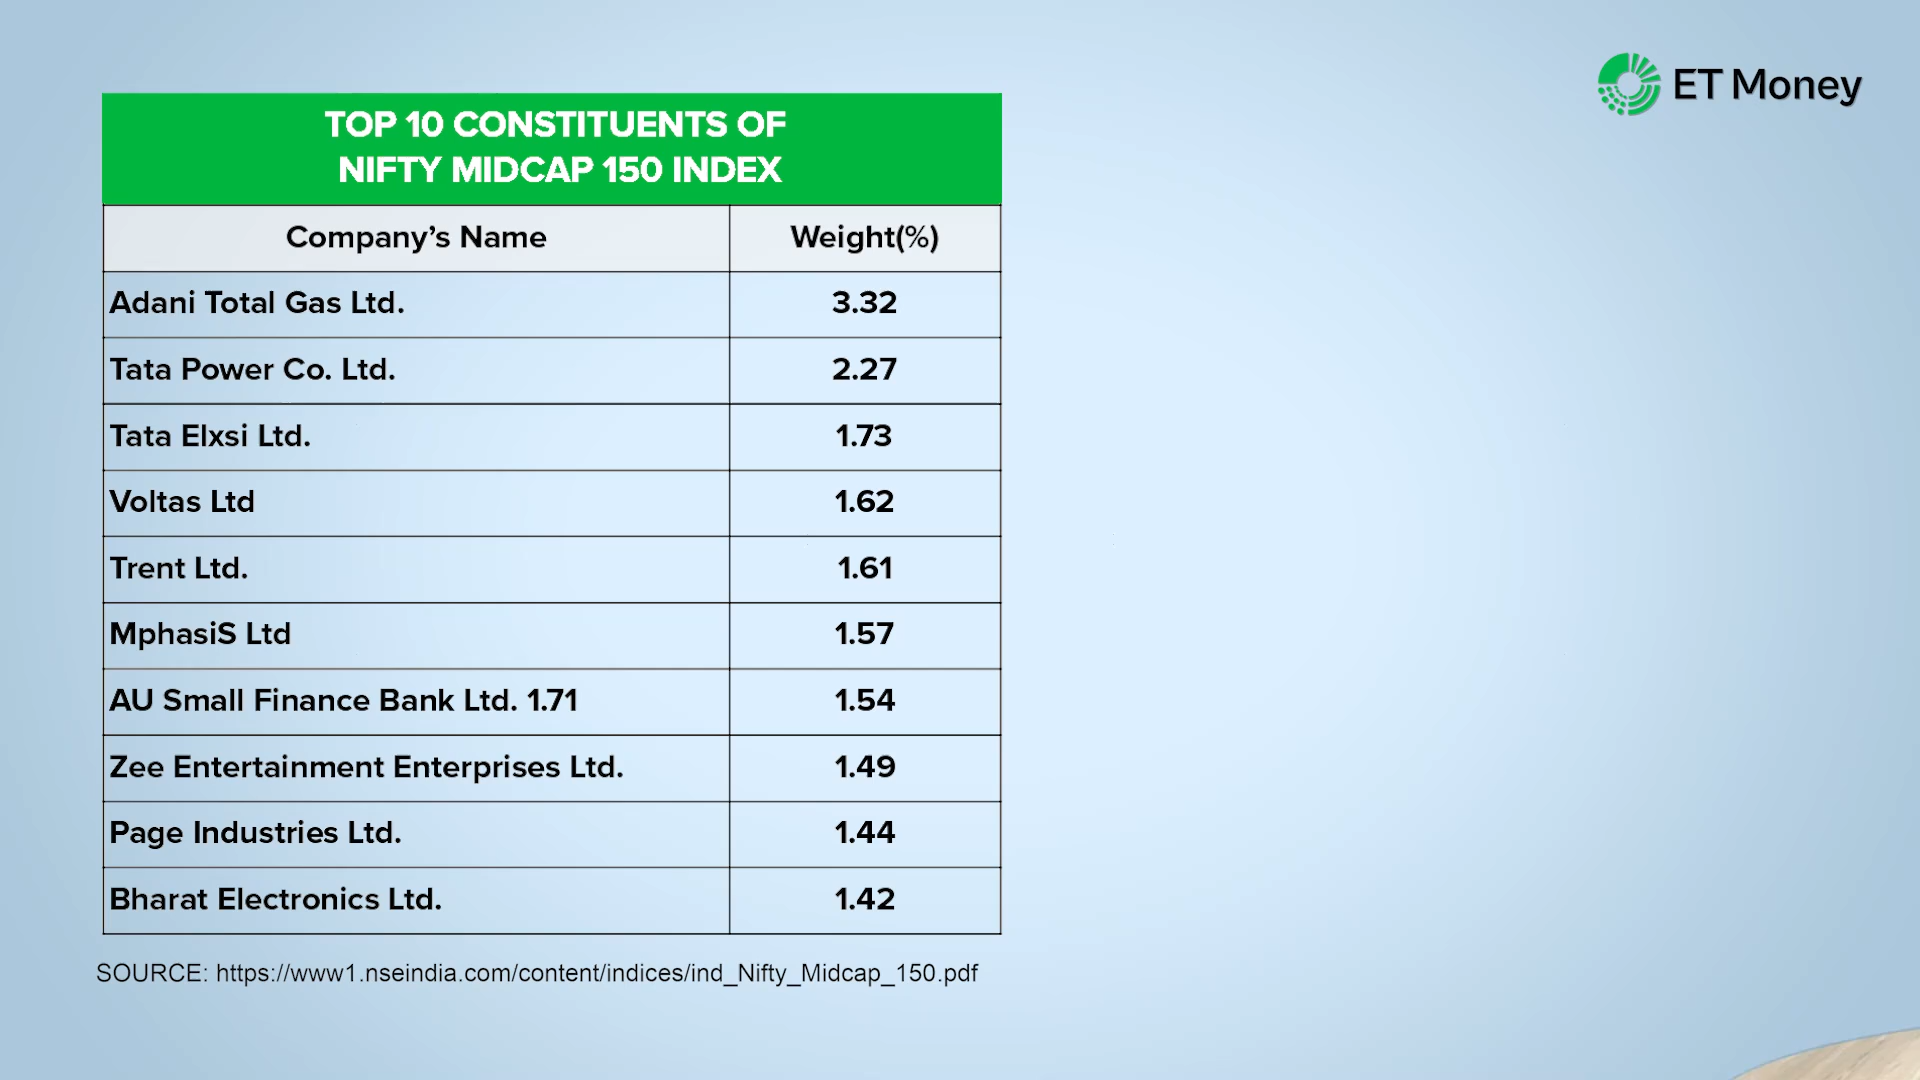 ET Money
TOP 10 CONSTITUENTS OF
NIFTY MIDCAP 150 INDEX
Company’s Name Weight(%)
Adani Total Gas Ltd. 3.32
Tata Power Co. Ltd. 2.27
Tata Elxsi Ltd. 1.73
Voltas Ltd 1.62
Trent Ltd. 1.61
MphasiS Ltd 1.57
AU Small Finance Bank Ltd. 1.71 1.54
Zee Entertainment Enterprises Ltd. 1.49
Page Industries Ltd. 1.44
Bharat Electronics Ltd. 1.42
SOURCE: https://www1.nseindia.com/content/indices/ind_Nifty_Midcap_150.pdf